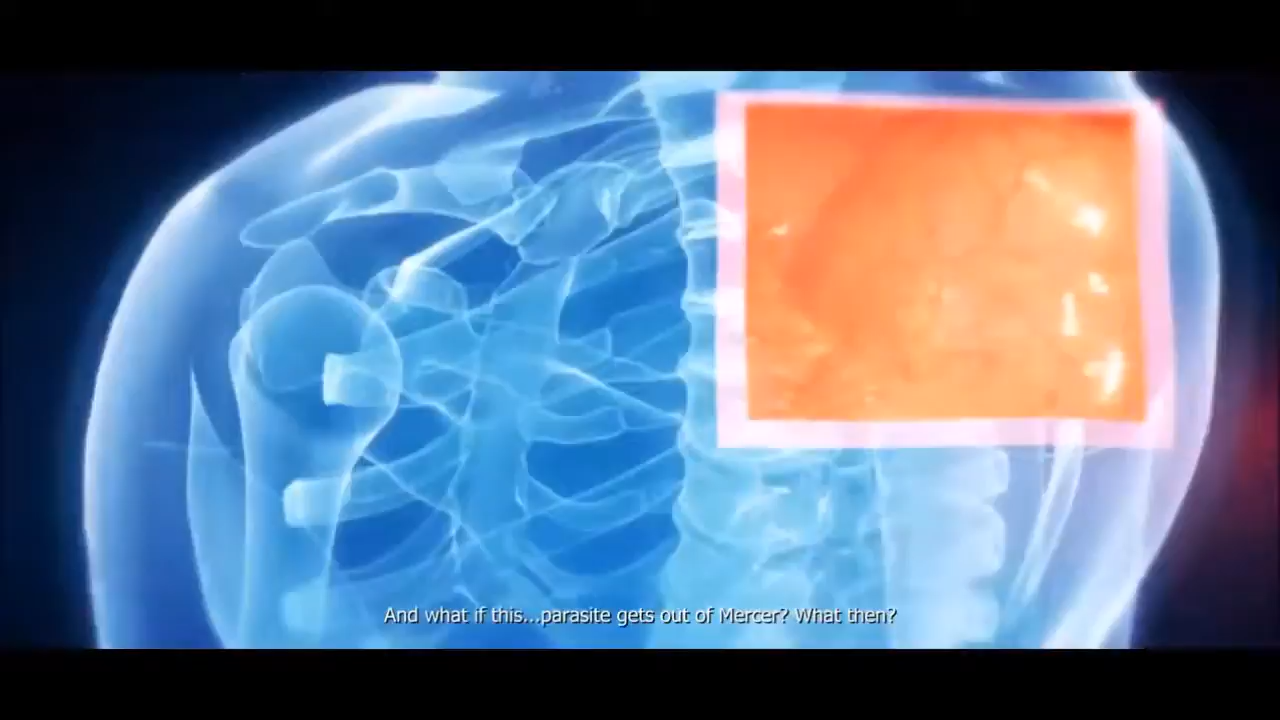 And what if this...parasite gets out of Mercer? What then?